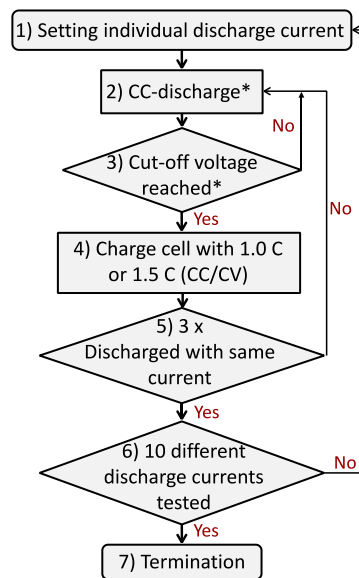 1) Setting individual discharge current
2) CC-discharge*
No
3) Cut-off voltage
reached*
Yes
No
4) Charge cell with 1.0 C
or 1.5 C (CC/CV)
5) 3 x
Discharged with same
current
Yes
6) 10 different
discharge currents
tested
No
Yes
7) Termination